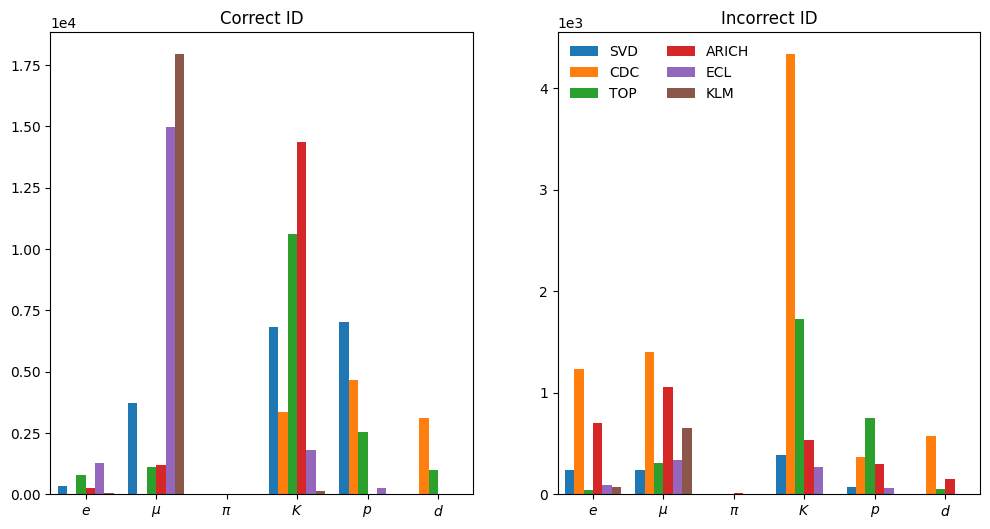 Correct ID
1e4
1.75
1.50
1.25
1.00
0.75
0.50
0.25
0.00
e
μ
π
K
p
d
Incorrect ID
1e3
4
3
2
1
0
SVD
CDC
TOP
ARICH
ECL
KLM
e
μ
π
K
p
d